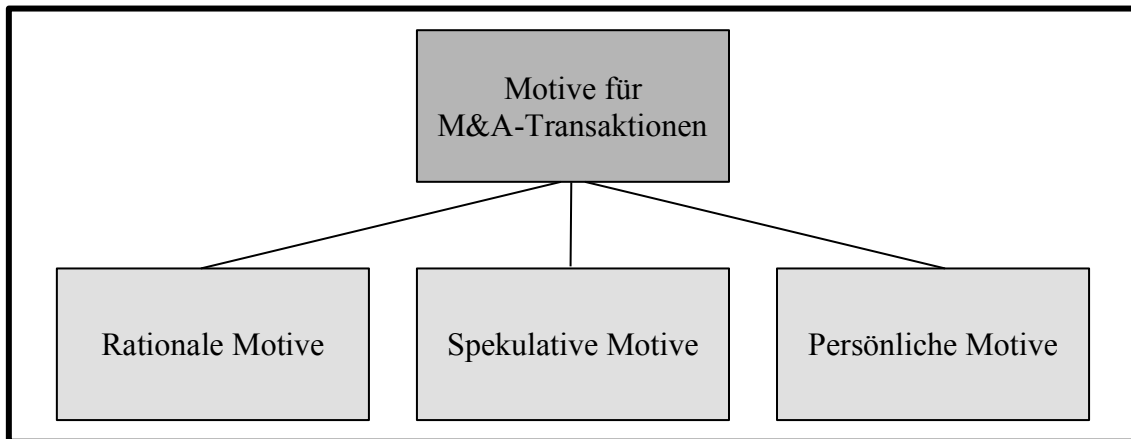 Motive für
M&A-Transaktionen
Rationale Motive
Spekulative Motive
Persönliche Motive